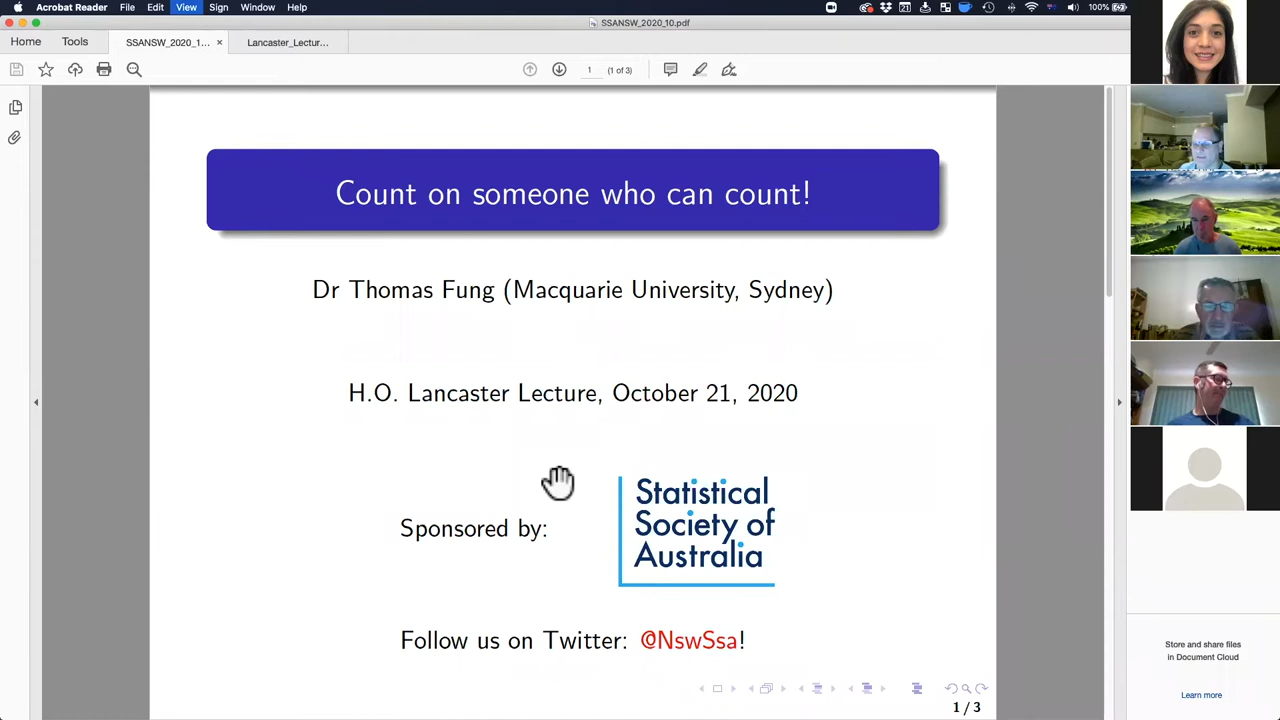 Acrobat Reader File Edit View Sign Window Help 21 100%
SSANSW_2020_10.pdf
Home Tools SSANSW_2020_1... × Lancaster_Lectur... 
1 (1 of 3)
Count on someone who can count!
Dr Thomas Fung (Macquarie University, Sydney)
H.O. Lancaster Lecture, October 21, 2020
Sponsored by:
Statistical
Society of
Australia
Follow us on Twitter: @NswSsa!
1 / 3
Store and share files
in Document Cloud
Learn more